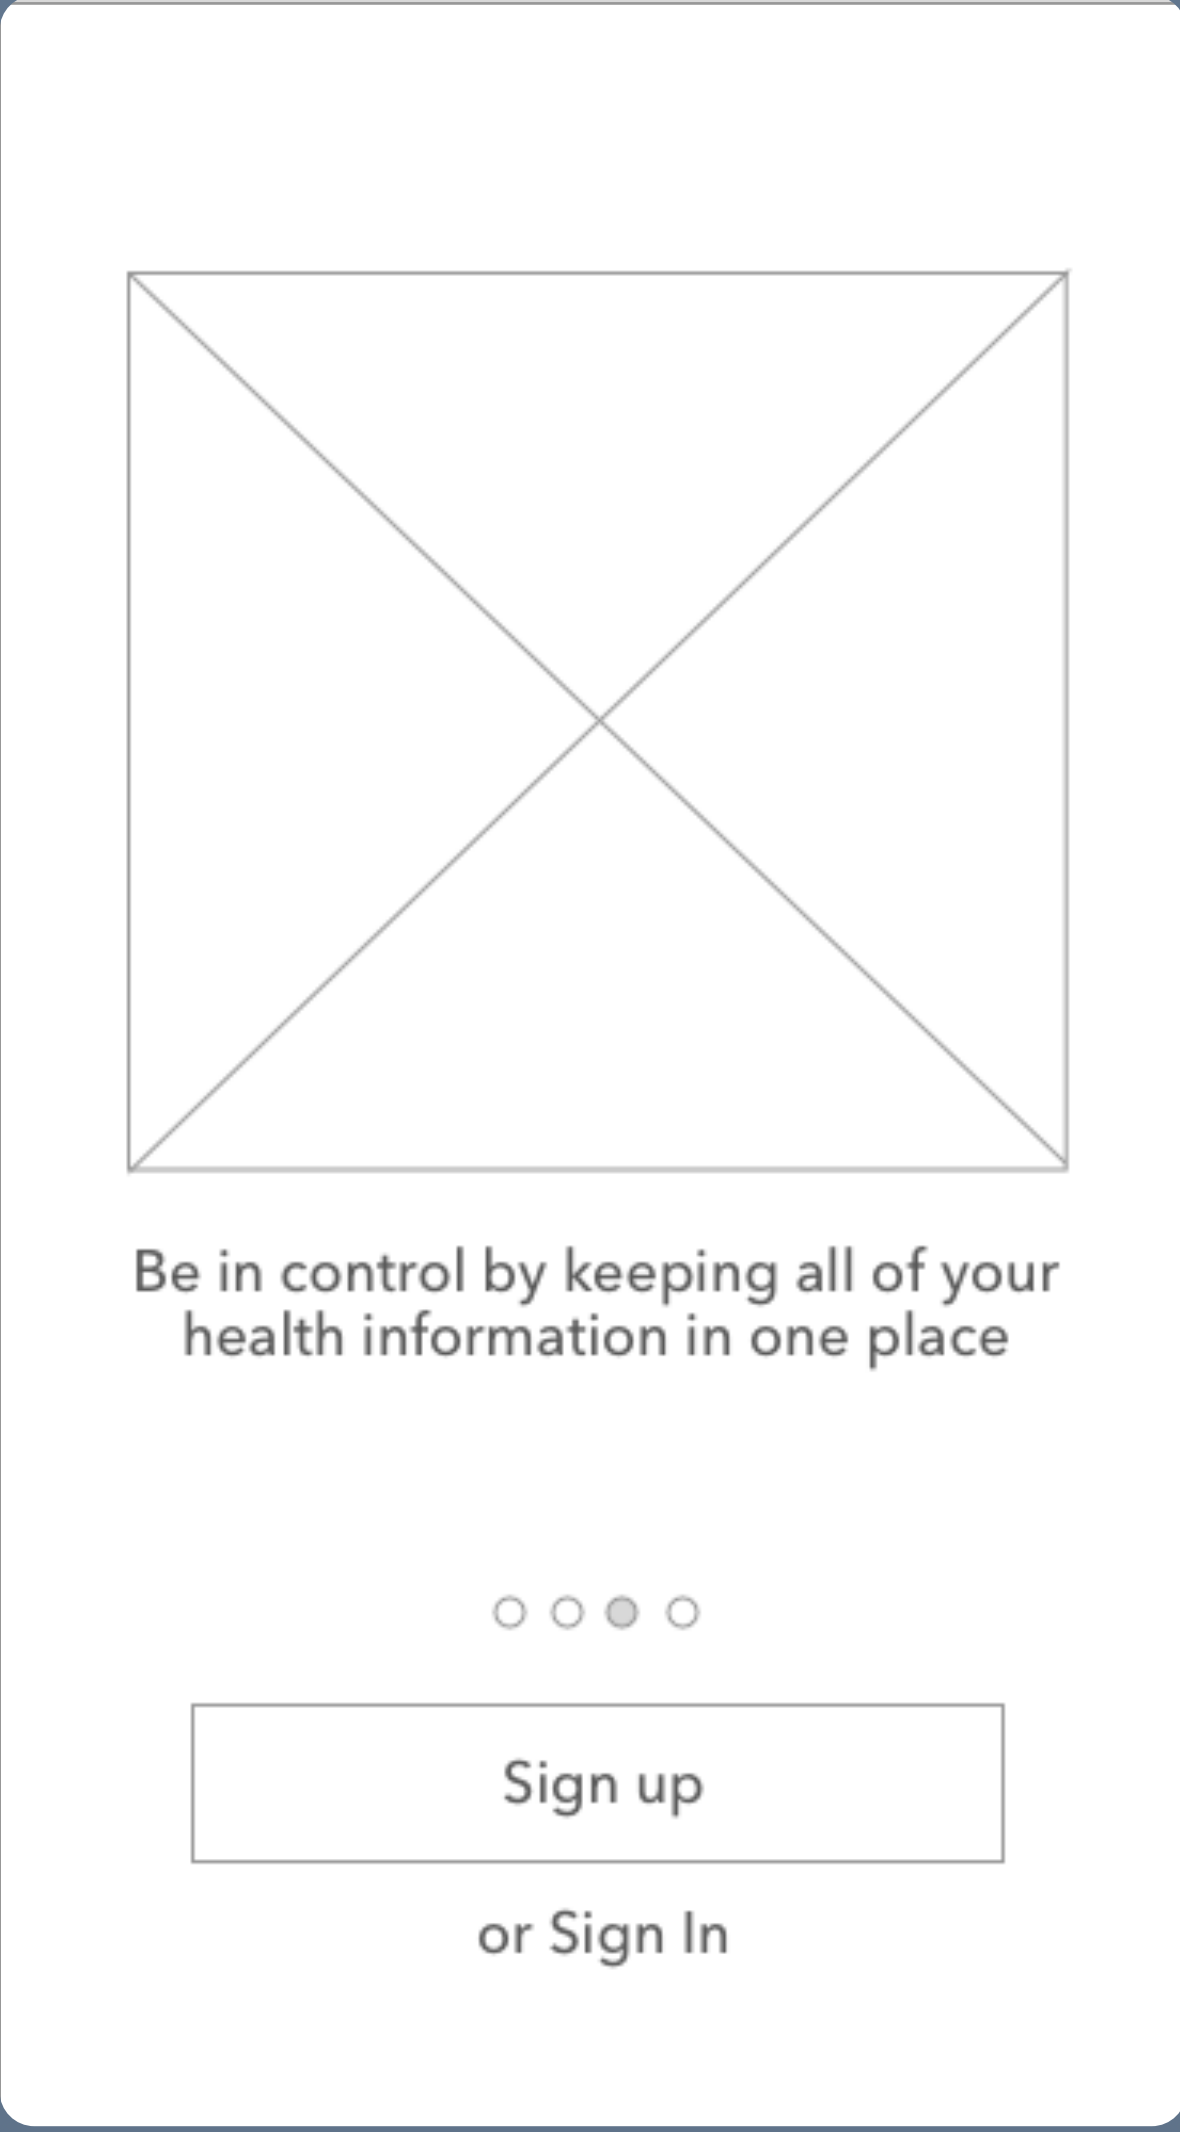 Be in control by keeping all of your
health information in one place
Sign up
or Sign In